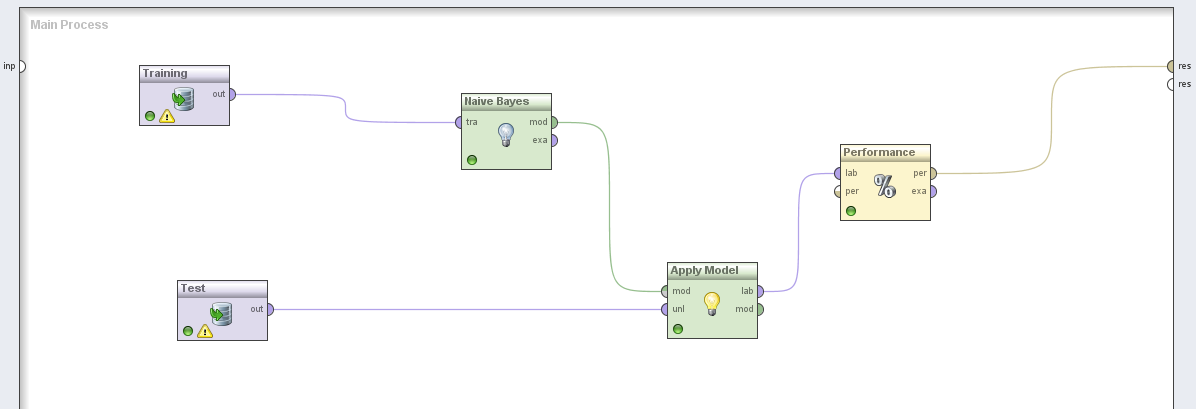 Main Process
inp
res
res
Training
out
Naive Bayes
tra
mod
exa
Performance
lab
per
per
exa
Test
out
Apply Model
mod
lab
unl
mod